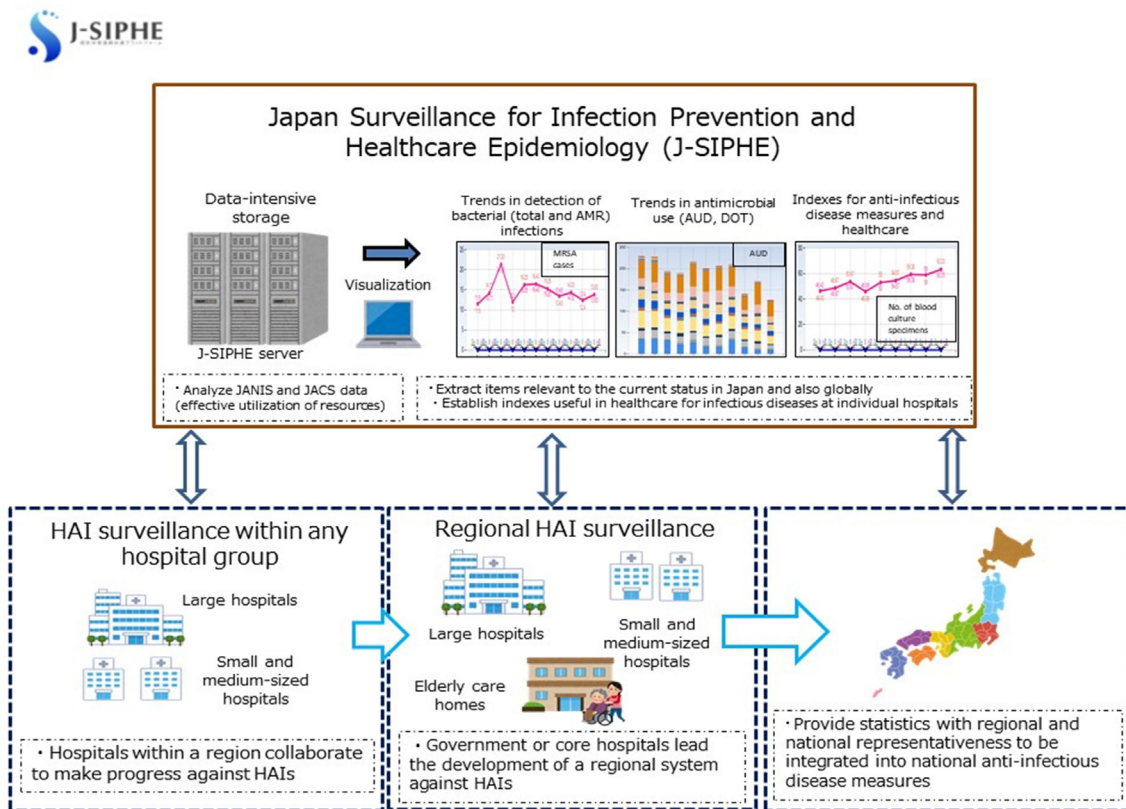 J-SIPHE
Japan Surveillance for Infection Prevention and
Healthcare Epidemiology (J-SIPHE)
Data-intensive
storage
J-SIPHE server
Visualization
Trends in detection of
bacterial (total and AMR)
infections
MRSA
cases
Trends in antimicrobial
use (AUD, DOT)
AUD
Indexes for anti-infectious
disease measures and
healthcare
No. of blood
culture
specimens
・Analyze JANIS and JACS data
(effective utilization of resources)
・Extract items relevant to the current status in Japan and also globally
・Establish indexes useful in healthcare for infectious diseases at individual hospitals
HAI surveillance within any
hospital group
Large hospitals
Small and
medium-sized
hospitals
・Hospitals within a region collaborate
to make progress against HAIs
Regional HAI surveillance
Large hospitals
Small and
medium-sized
hospitals
Elderly care
homes
・Government or core hospitals lead
the development of a regional system
against HAIs
・Provide statistics with regional and
national representativeness to be
integrated into national anti-infectious
disease measures